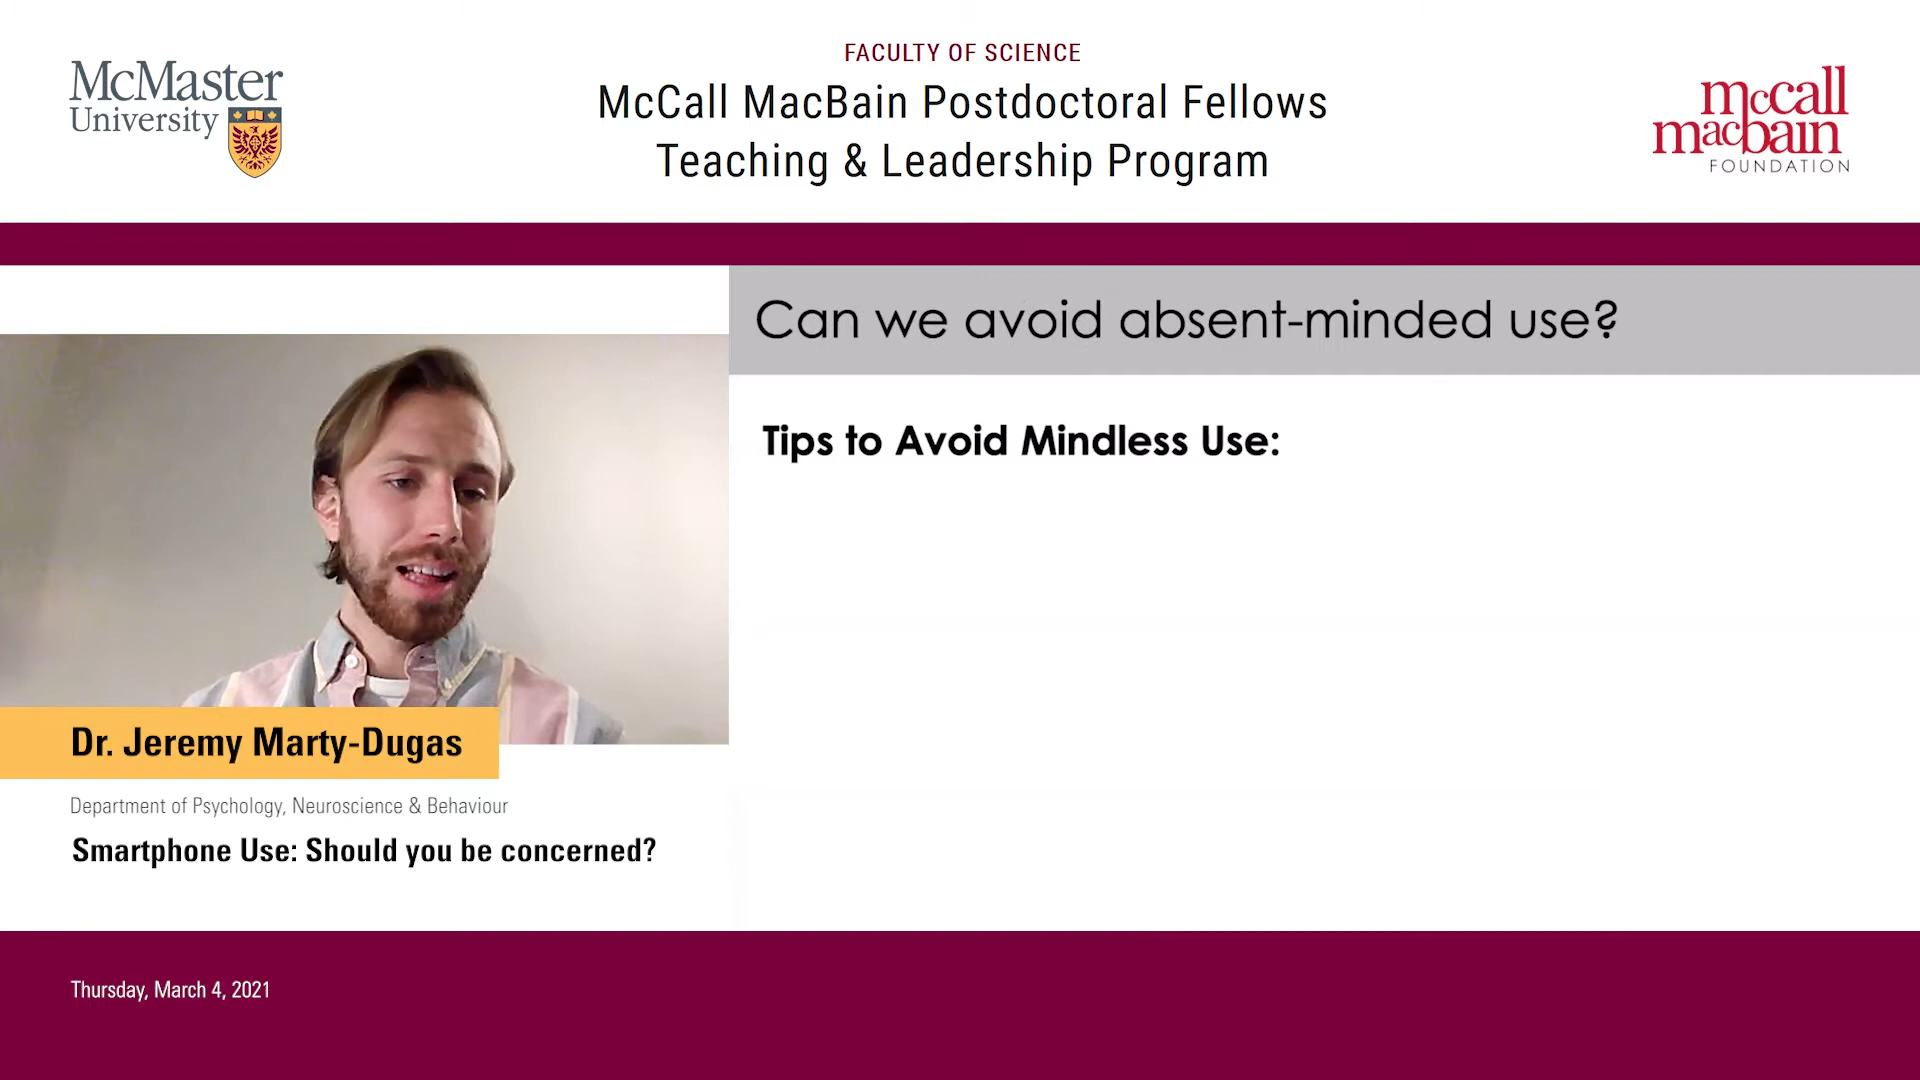 McMaster
University
FACULTY OF SCIENCE
McCall MacBain Postdoctoral Fellows
Teaching & Leadership Program
mccall
macbain
FOUNDATION
Can we avoid absent-minded use?
Tips to Avoid Mindless Use:
Dr. Jeremy Marty-Dugas
Department of Psychology, Neuroscience & Behaviour
Smartphone Use: Should you be concerned?
Thursday, March 4, 2021